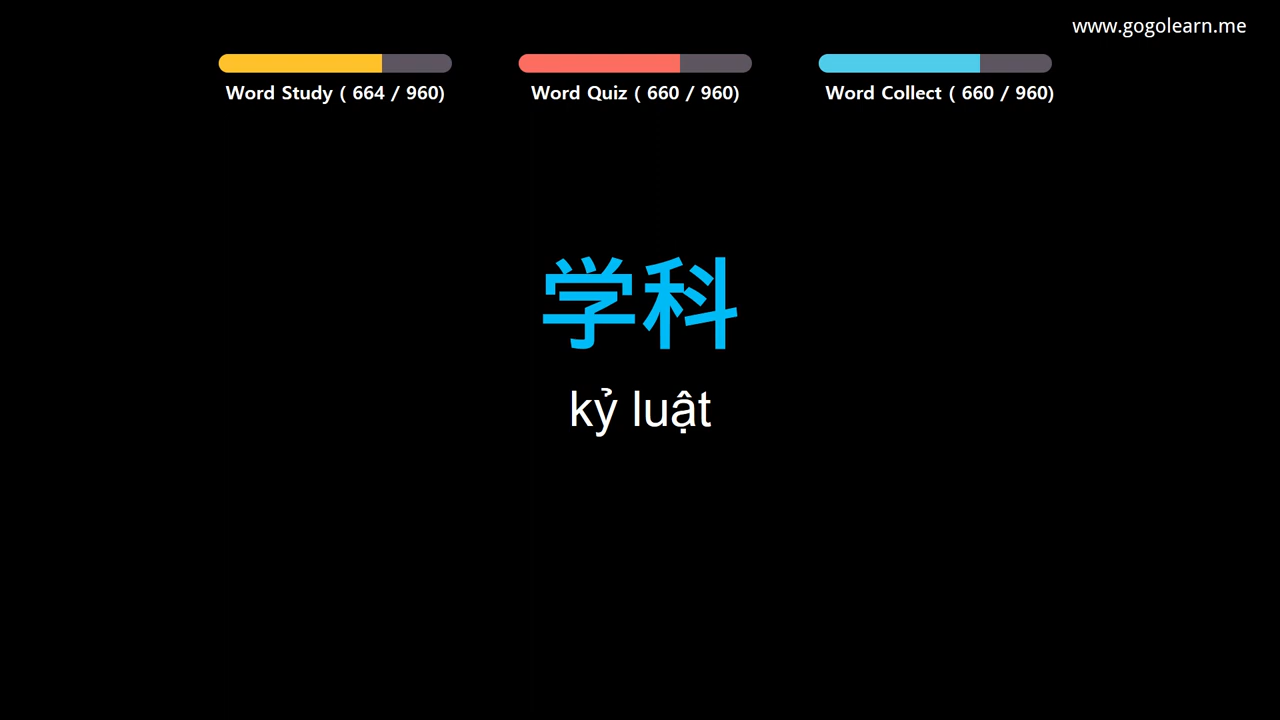 www.gogolearn.me
Word Study ( 664 / 960)
Word Quiz ( 660 / 960)
Word Collect ( 660 / 960)
学科
kỷ luật